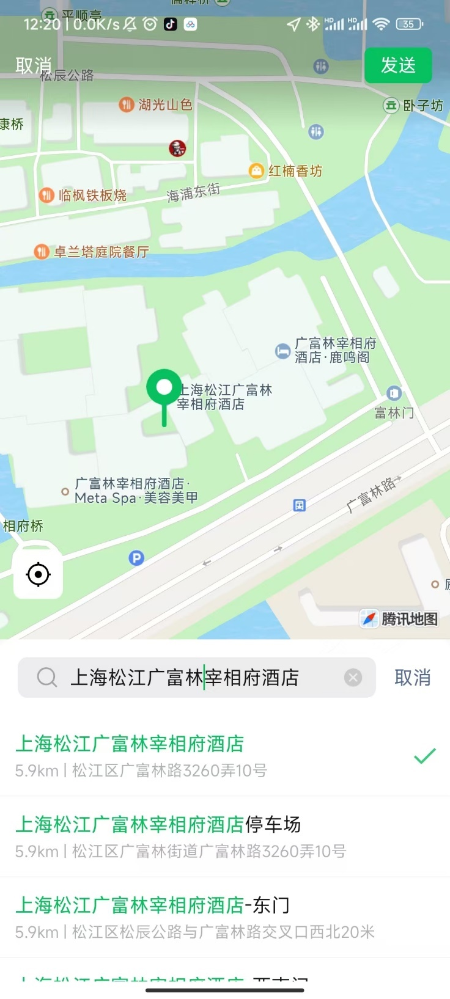 平顺亭
12:20 | 0.0K/s
HD
HD
35
取消
发送
松辰公路
湖光山色
卧子坊
康桥
红楠香坊
临枫铁板烧
海浦东街
卓兰塔庭院餐厅
广富林宰相府
酒店·鹿鸣阁
上海松江广富林
宰相府酒店
富林门
广富林宰相府酒店·
Meta Spa·美容美甲
广富林路
相府桥
P
腾讯地图
上海松江广富林宰相府酒店
取消
上海松江广富林宰相府酒店
5.9km | 松江区广富林路3260弄10号
上海松江广富林宰相府酒店停车场
5.9km | 松江区广富林街道广富林路3260弄10号
上海松江广富林宰相府酒店-东门
5.9km | 松江区松辰公路与广富林路交叉口西北20米